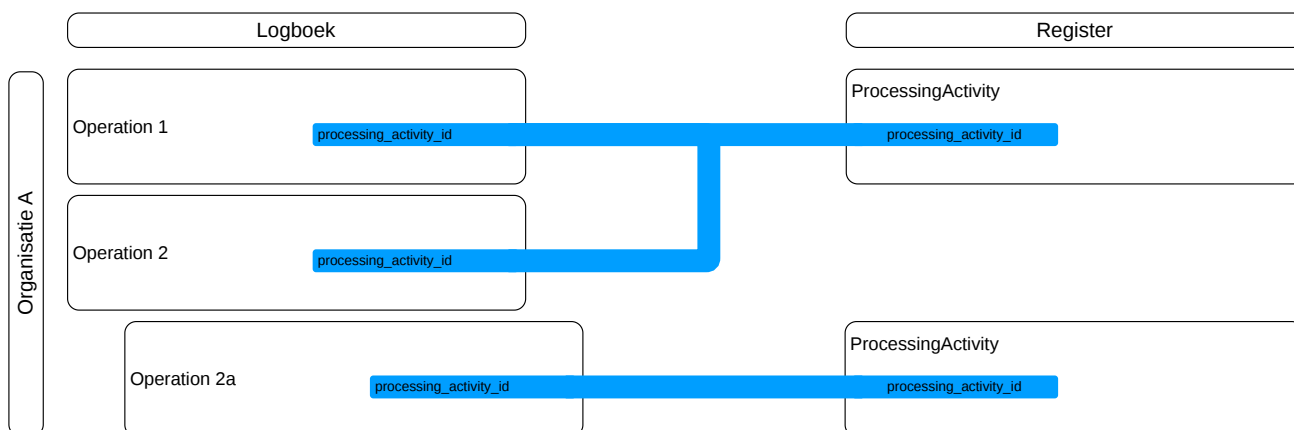 Logboek
Register
Organisatie A
ProcessingActivity
Operation 1
processing_activity_id
processing_activity_id
Operation 2
processing_activity_id
ProcessingActivity
Operation 2a
processing_activity_id
processing_activity_id